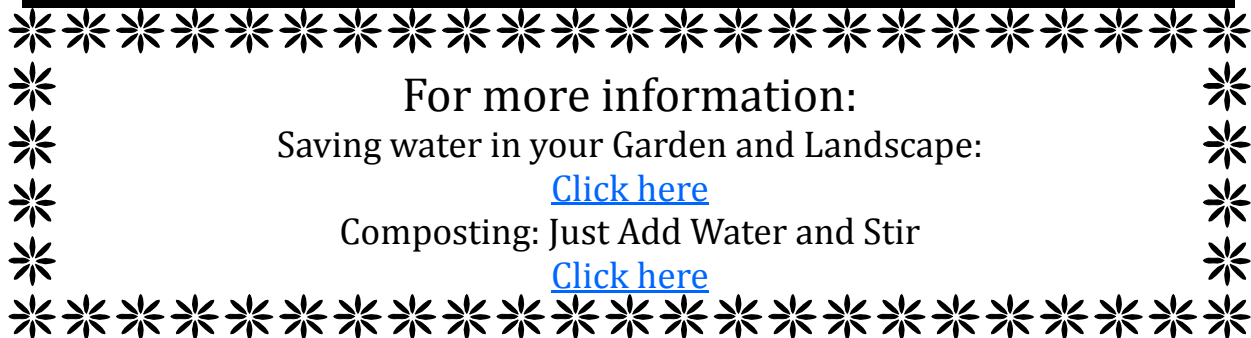 For more information:
Saving water in your Garden and Landscape:
Click here
Composting: Just Add Water and Stir
Click here